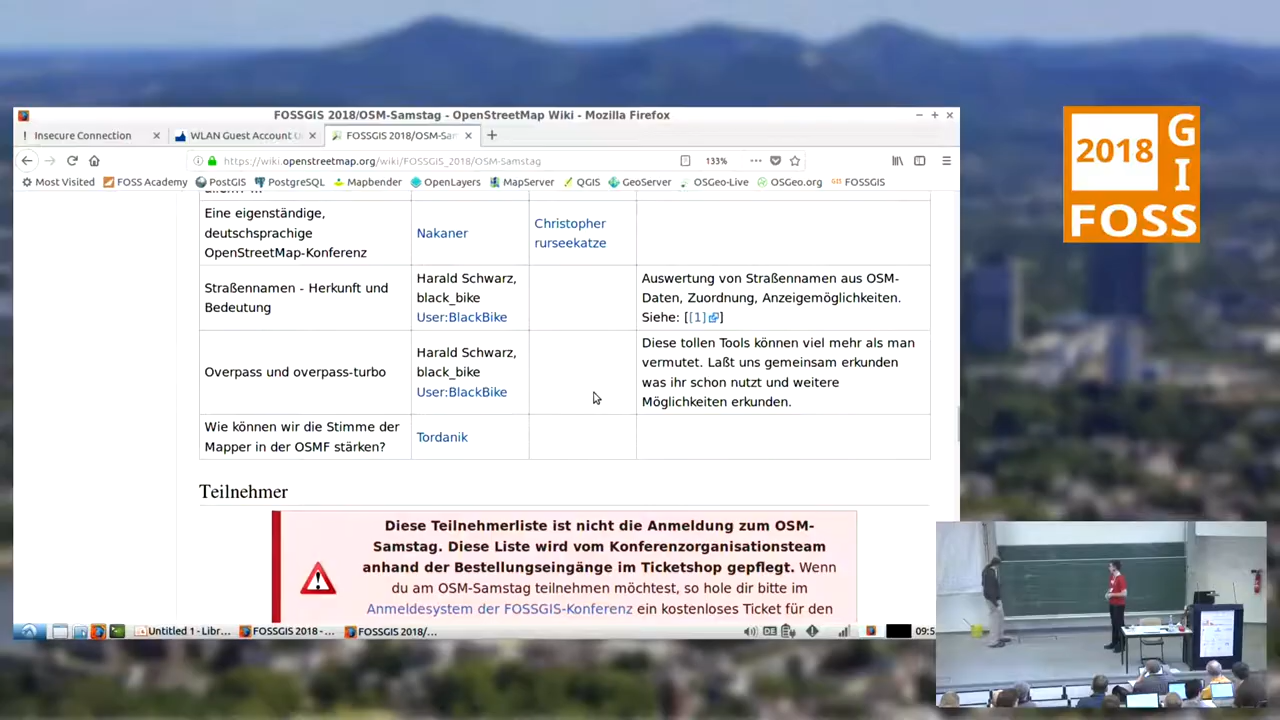 FOSSGIS 2018/OSM-Samstag - OpenStreetMap Wiki - Mozilla Firefox
Insecure Connection
WLAN Guest Account
FOSSGIS 2018/OSM-Sam
https://wiki.openstreetmap.org/wiki/FOSSGIS_2018/OSM-Samstag
133%
Most Visited
FOSS Academy
PostGIS
PostgreSQL
Mapbender
OpenLayers
MapServer
QGIS
GeoServer
OSGeo-Live
OSGeo.org
FOSSGIS
Eine eigenständige,
deutschsprachige
OpenStreetMap-Konferenz
Nakaner
Christopher
rurseekatze
Straßennamen - Herkunft und
Bedeutung
Harald Schwarz,
black_bike
User:BlackBike
Auswertung von Straßennamen aus OSM-
Daten, Zuordnung, Anzeigemöglichkeiten.
Siehe: [[1]]
Overpass und overpass-turbo
Harald Schwarz,
black_bike
User:BlackBike
Diese tollen Tools können viel mehr als man
vermutet. Laßt uns gemeinsam erkunden
was ihr schon nutzt und weitere
Möglichkeiten erkunden.
Wie können wir die Stimme der
Mapper in der OSMF stärken?
Tordanik
Teilnehmer
Diese Teilnehmerliste ist nicht die Anmeldung zum OSM-
Samstag. Diese Liste wird vom Konferenzorganisationsteam
anhand der Bestellungseingänge im Ticketshop gepflegt. Wenn
du am OSM-Samstag teilnehmen möchtest, so hole dir bitte im
Anmeldesystem der FOSSGIS-Konferenz ein kostenloses Ticket für den
Untitled 1 - Libr...
FOSSGIS 2018 - ...
FOSSGIS 2018/...
DE
09:5
2018
GI
FOSS